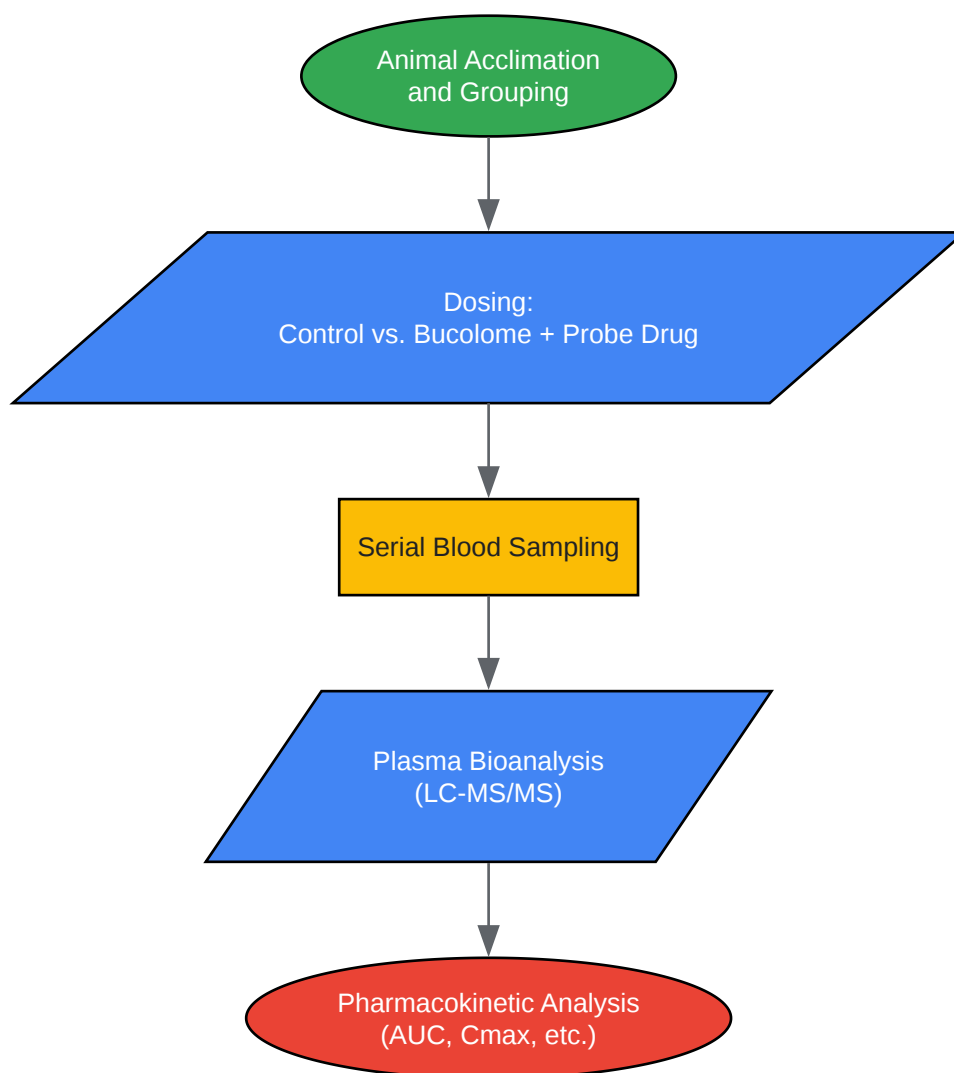 Animal Acclimation
and Grouping
Dosing:
Control vs. Bucolome + Probe Drug
Serial Blood Sampling
Plasma Bioanalysis
(LC-MS/MS)
Pharmacokinetic Analysis
(AUC, Cmax, etc.)